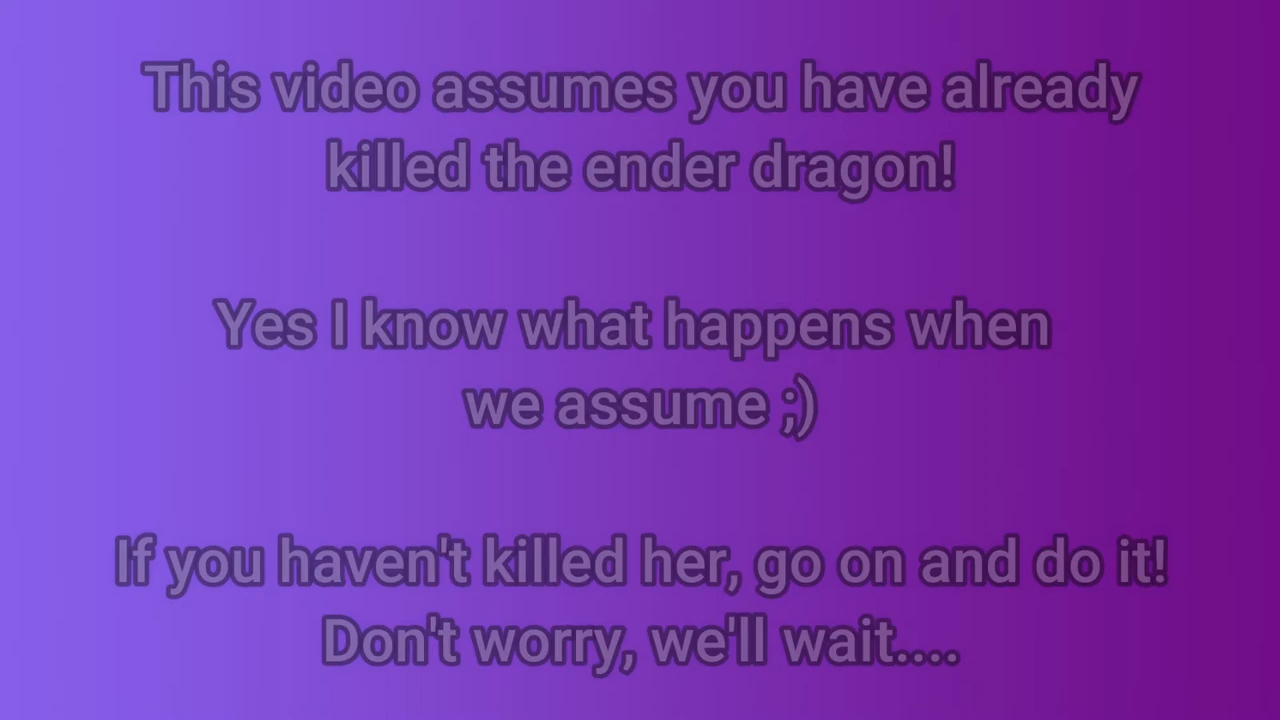 This video assumes you have already
killed the ender dragon!
Yes I know what happens when
we assume ;)
If you haven't killed her, go on and do it!
Don't worry, we'll wait....